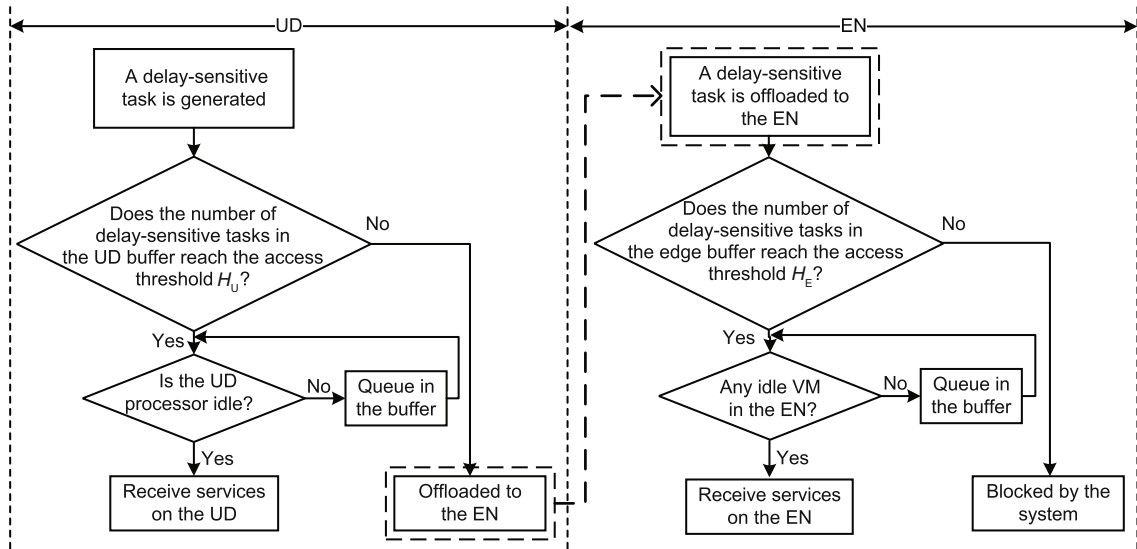 UD
A delay-sensitive
task is generated
Does the number of
delay-sensitive tasks in
the UD buffer reach the access
threshold HU?
No
Yes
Is the UD
processor idle?
No
Queue in
the buffer
Yes
Receive services
on the UD
Offloaded to
the EN
EN
A delay-sensitive
task is offloaded to
the EN
Does the number of
delay-sensitive tasks in
the edge buffer reach the access
threshold HE?
No
Yes
Any idle VM
in the EN?
No
Queue in
the buffer
Yes
Receive services
on the EN
Blocked by the
system